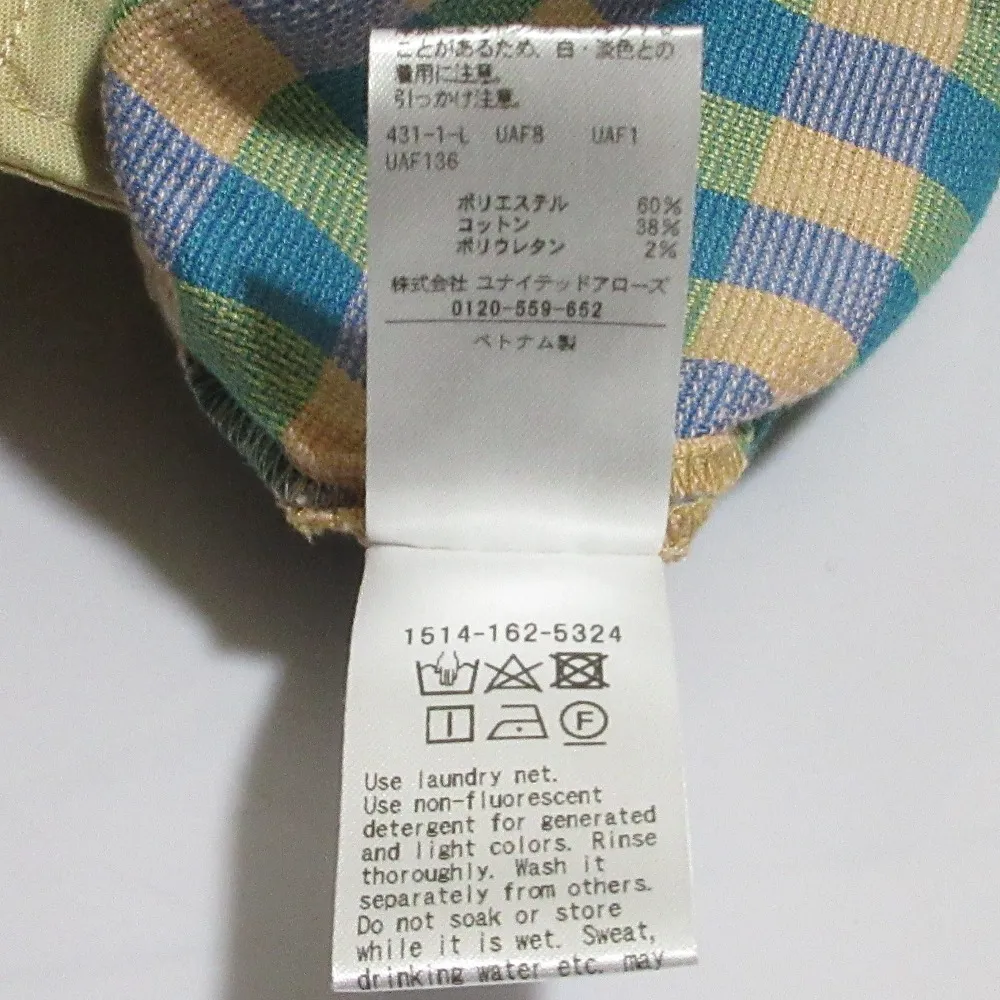 ことがあるため、白・淡色との
着用に注意。
引っかけ注意。
431-1-L UAF8 UAF1
UAF136
ポリエステル 60%
コットン 38%
ポリウレタン 2%
株式会社 ユナイテッドアローズ
0120-559-652
ベトナム製
1514-162-5324
F
Use laundry net.
Use non-fluorescent
detergent for generated
and light colors. Rinse
thoroughly. Wash it
separately from others.
Do not soak or store
while it is wet. Sweat,
drinking water etc. may